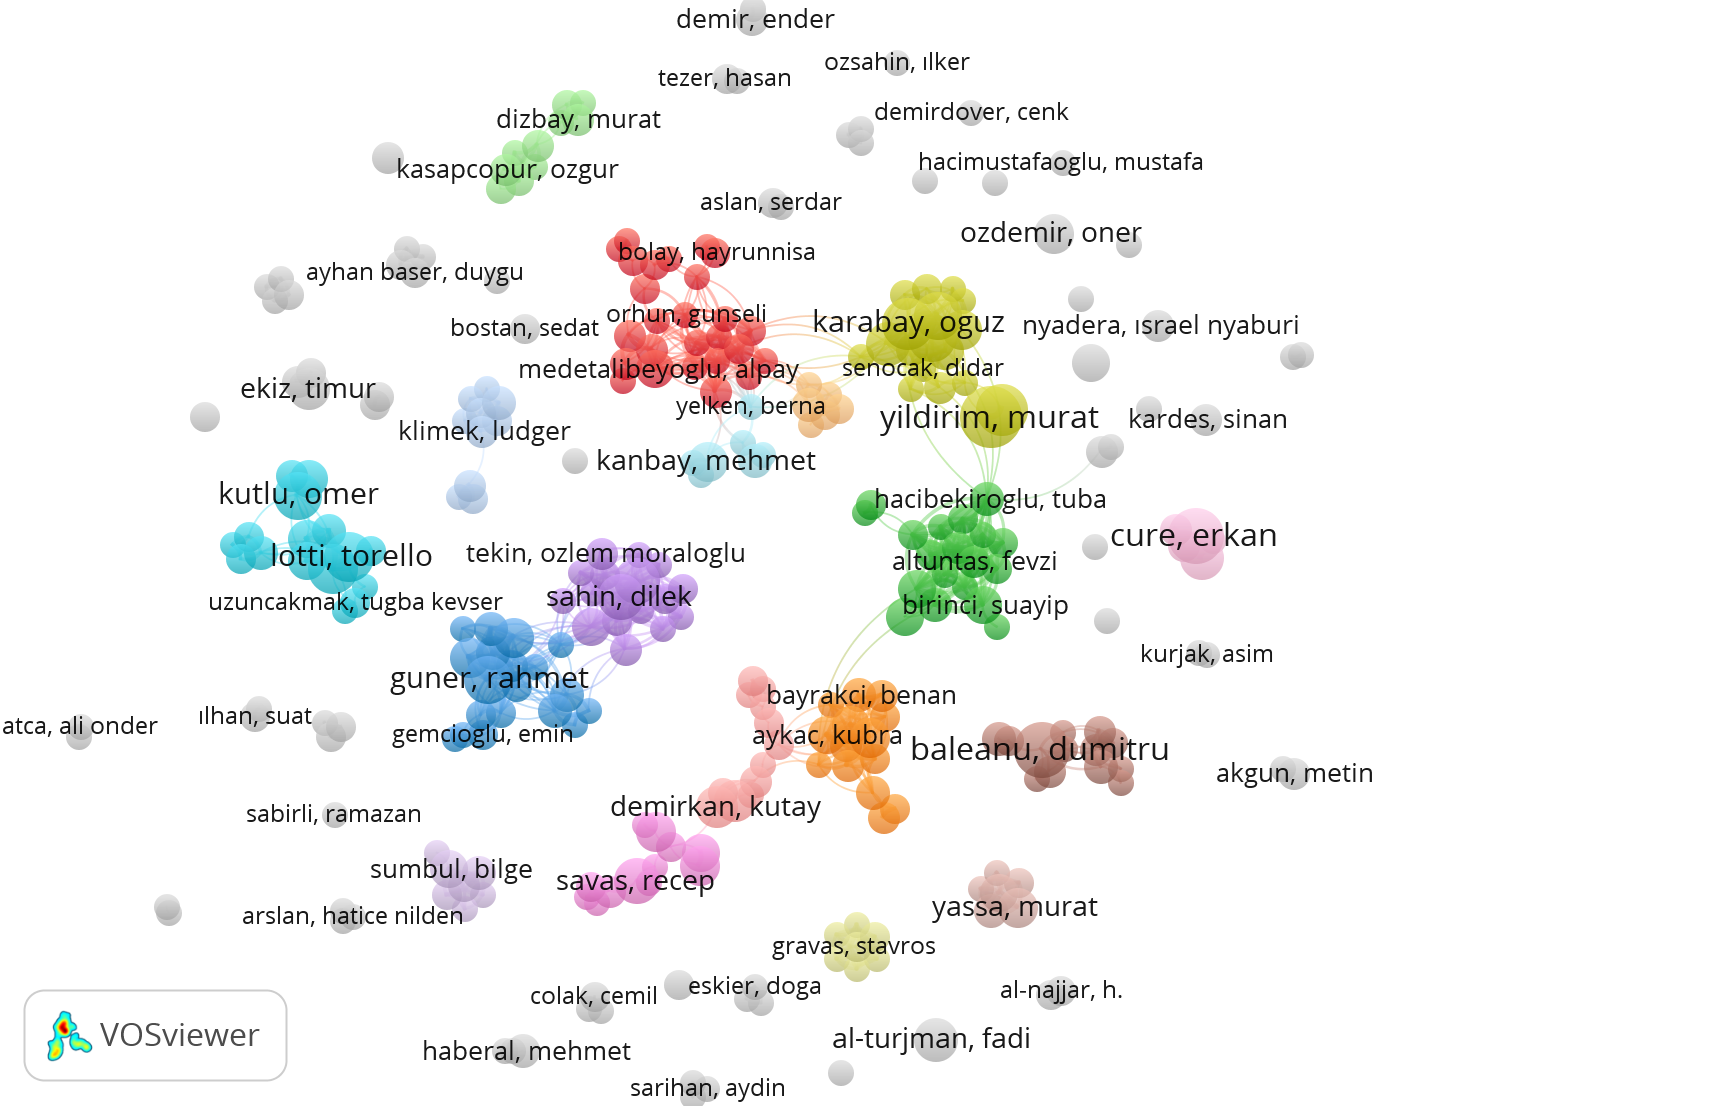 demir, ender
ozsahin, ılker
tezer, hasan
demirdover, cenk
dizbay, murat
hacimustafaoglu, mustafa
kasapcopur, ozgur
aslan, serdar
ozdemir, oner
bolay, hayrunnisa
ayhan baser, duygu
orhun, gunseli
karabay, oguz
nyadera, ısrael nyaburi
bostan, sedat
medetalibeyoglu, alpay
senocak, didar
ekiz, timur
yelken, berna
yildirim, murat
kardes, sinan
klimek, ludger
kanbay, mehmet
kutlu, omer
hacibekiroglu, tuba
cure, erkan
lotti, torello
tekin, ozlem moraloglu
altuntas, fevzi
sahin, dilek
uzuncakmak, tugba kevser
birinci, suayip
kurjak, asim
guner, rahmet
bayrakci, benan
ılhan, suat
atca, ali onder
gemcioglu, emin
aykac, kubra
baleanu, dumitru
akgun, metin
demirkan, kutay
sabirli, ramazan
sumbul, bilge
savas, recep
arslan, hatice nilden
yassa, murat
gravas, stavros
colak, cemil
eskier, doga
al-najjar, h.
VOSviewer
haberal, mehmet
al-turjman, fadi
sarihan, aydin